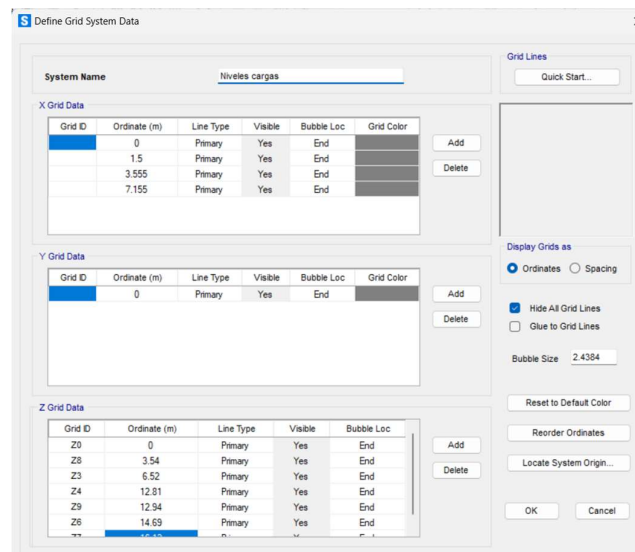 S Define Grid System Data
System Name Niveles cargas
Grid Lines
Quick Start...
X Grid Data
Grid ID Ordinate (m) Line Type Visible Bubble Loc Grid Color
0 Primary Yes End
1.5 Primary Yes End
3.555 Primary Yes End
7.155 Primary Yes End
Add
Delete
Y Grid Data
Grid ID Ordinate (m) Line Type Visible Bubble Loc Grid Color
0 Primary Yes End
Add
Delete
Display Grids as
Ordinates Spacing
Hide All Grid Lines
Glue to Grid Lines
Bubble Size 2.4384
Z Grid Data
Grid ID Ordinate (m) Line Type Visible Bubble Loc
Z0 0 Primary Yes End
Z8 3.54 Primary Yes End
Z3 6.52 Primary Yes End
Z4 12.81 Primary Yes End
Z9 12.94 Primary Yes End
Z6 14.69 Primary Yes End
Add
Delete
Reset to Default Color
Reorder Ordinates
Locate System Origin...
OK Cancel